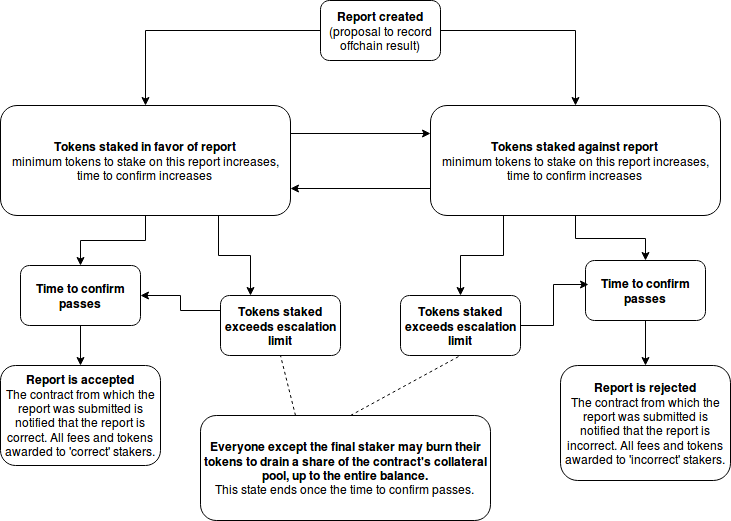 Report created
(proposal to record
offchain result)
Tokens staked in favor of report
minimum tokens to stake on this report increases,
time to confirm increases
Tokens staked against report
minimum tokens to stake on this report increases,
time to confirm increases
Time to confirm
passes
Tokens staked
exceeds escalation
limit
Tokens staked
exceeds escalation
limit
Time to confirm
passes
Report is accepted
The contract from which the
report was submitted is
notified that the report is
correct. All fees and tokens
awarded to 'correct' stakers.
Everyone except the final staker may burn their
tokens to drain a share of the contract's collateral
pool, up to the entire balance.
This state ends once the time to confirm passes.
Report is rejected
The contract from which the
report was submitted is
notified that the report is
incorrect. All fees and tokens
awarded to 'incorrect' stakers.